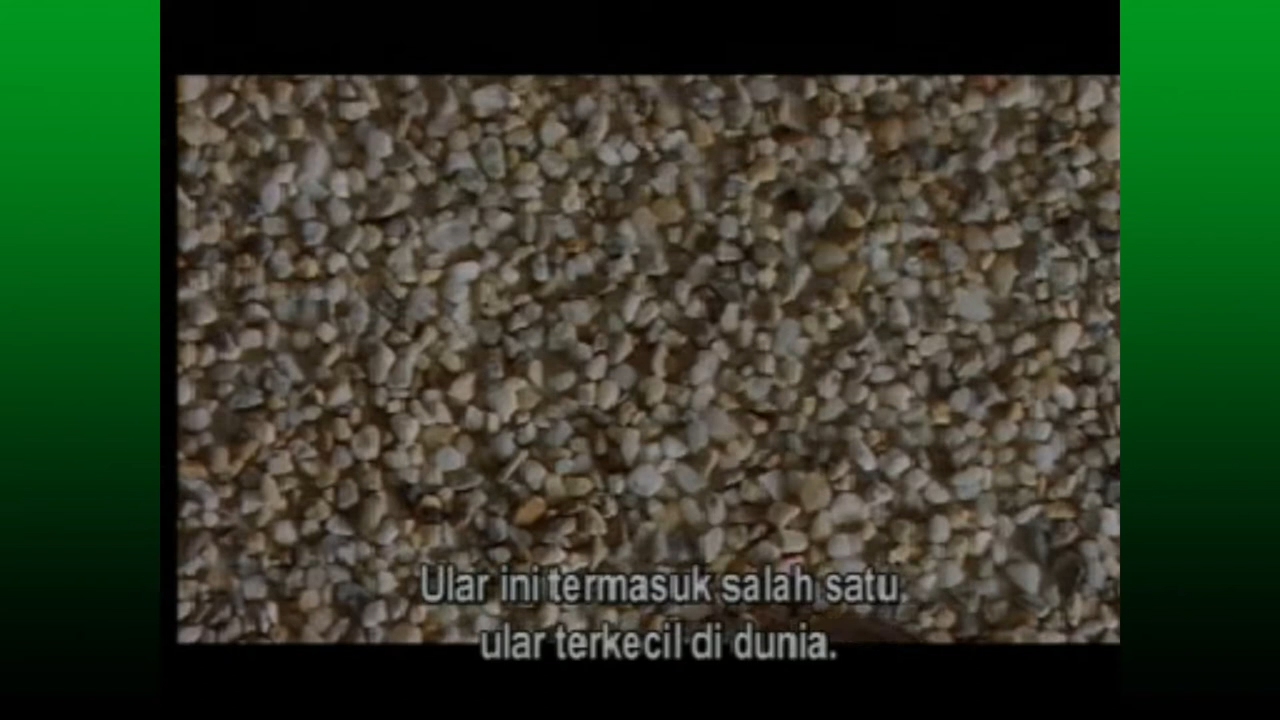 Ular ini termasuk salah satu
ular terkecil di dunia.